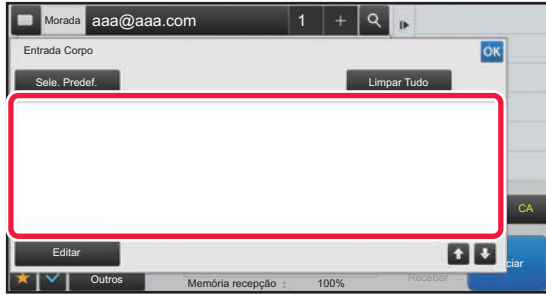 Morada aaa@aaa.com 1 +
Entrada Corpo OK
Sele. Predef. Limpar Tudo
CA
Editar
ciar
Outros Memória recepção : 100% Receber